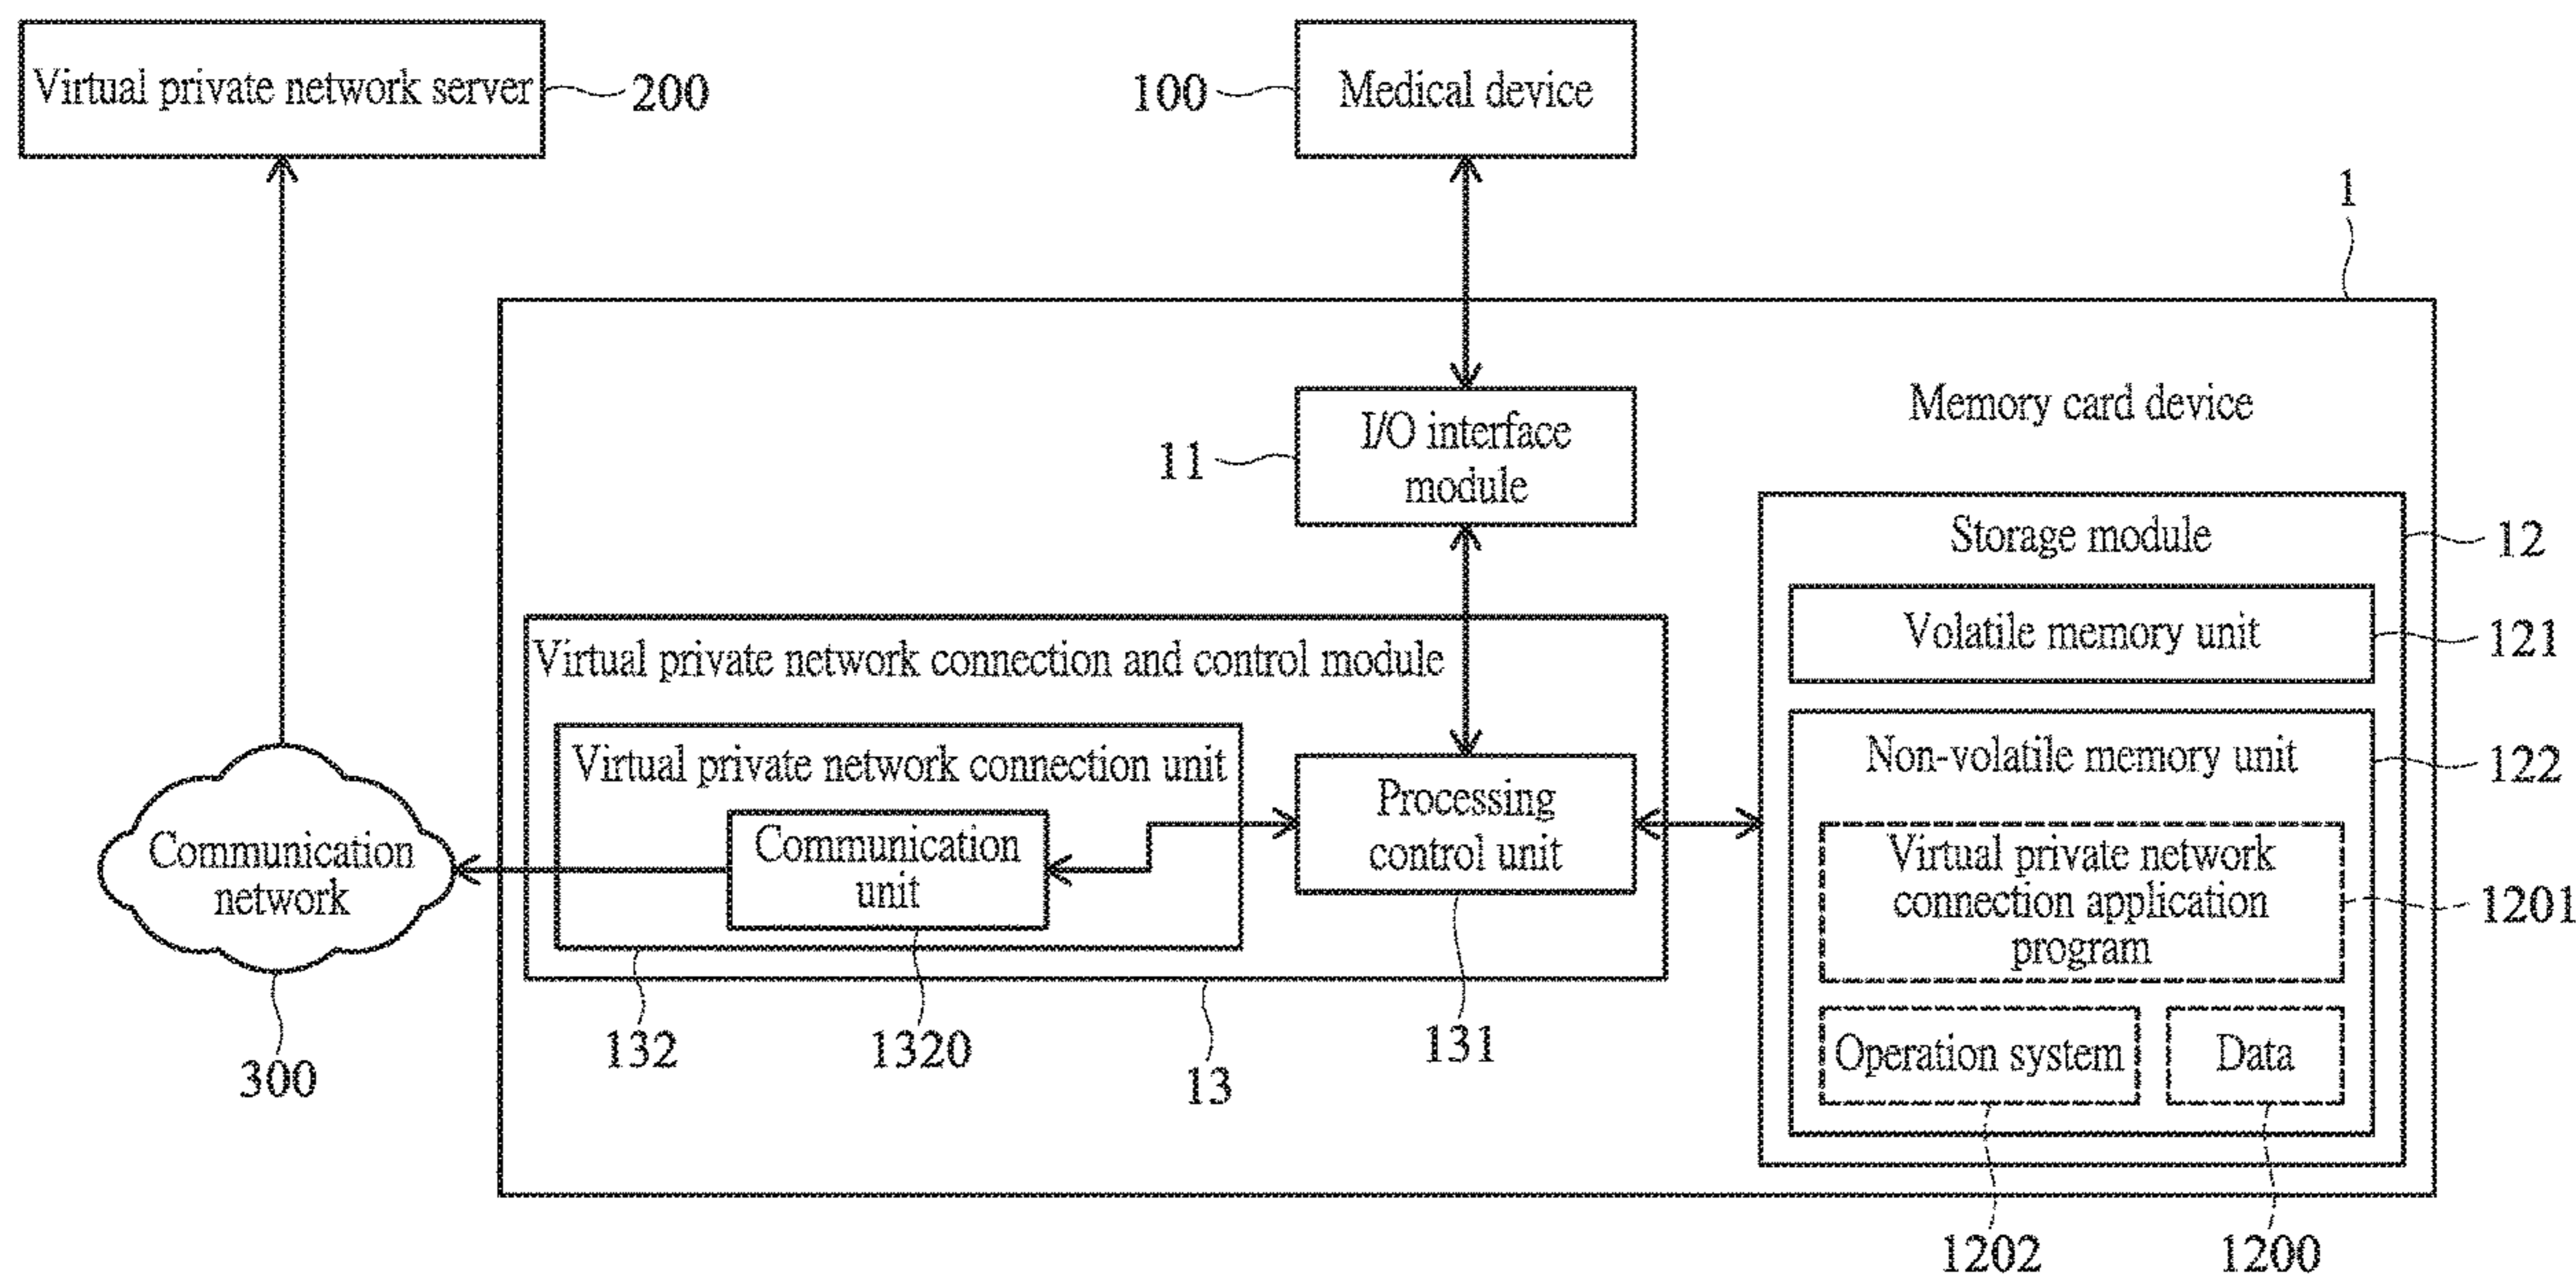 Virtual private network server
200
100
Medical device
1
Memory card device
11
I/O interface
module
Storage module
12
Volatile memory unit
121
Virtual private network connection and control module
Non-volatile memory unit
122
Virtual private network connection unit
Processing
control unit
Communication
unit
Communication
network
Virtual private network
connection application
program
1201
132
1320
131
13
300
Operation system
Data
1202
1200